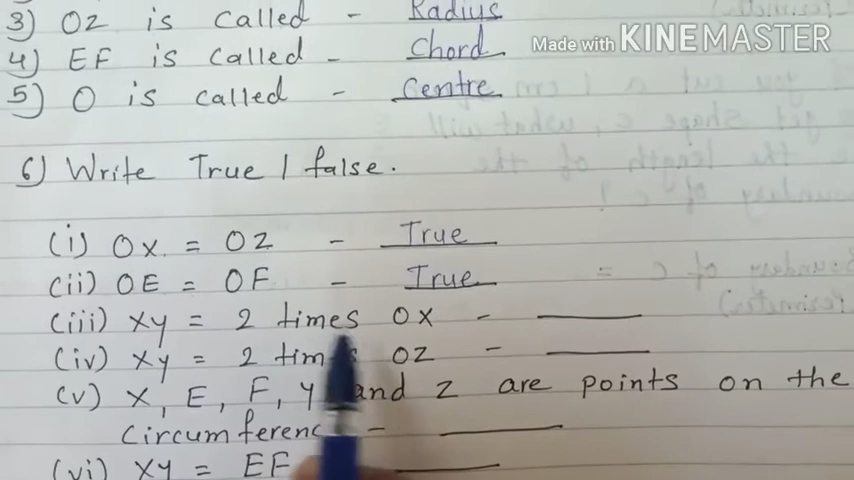 3) OZ is called - Radius
4) EF is called - Chord
Made with KINEMASTER
5) O is called - Centre
6) Write True / false.
(i) OX = OZ - True
(ii) OE = OF - True
(iii) XY = 2 times OX -
(iv) XY = 2 OZ -
(v) X, E, F, Y and Z are points on the
-
(vi) XY = EF